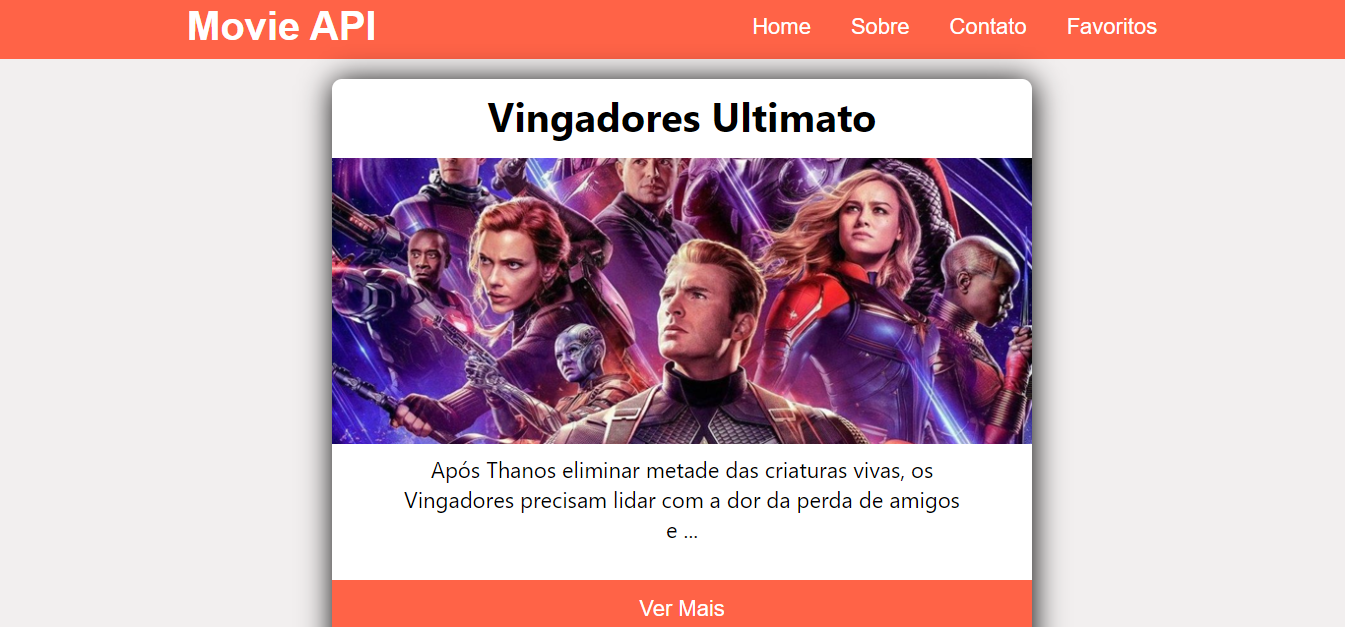 Movie API
Home Sobre Contato Favoritos
Vingadores Ultimato
Após Thanos eliminar metade das criaturas vivas, os
Vingadores precisam lidar com a dor da perda de amigos
e ...
Ver Mais